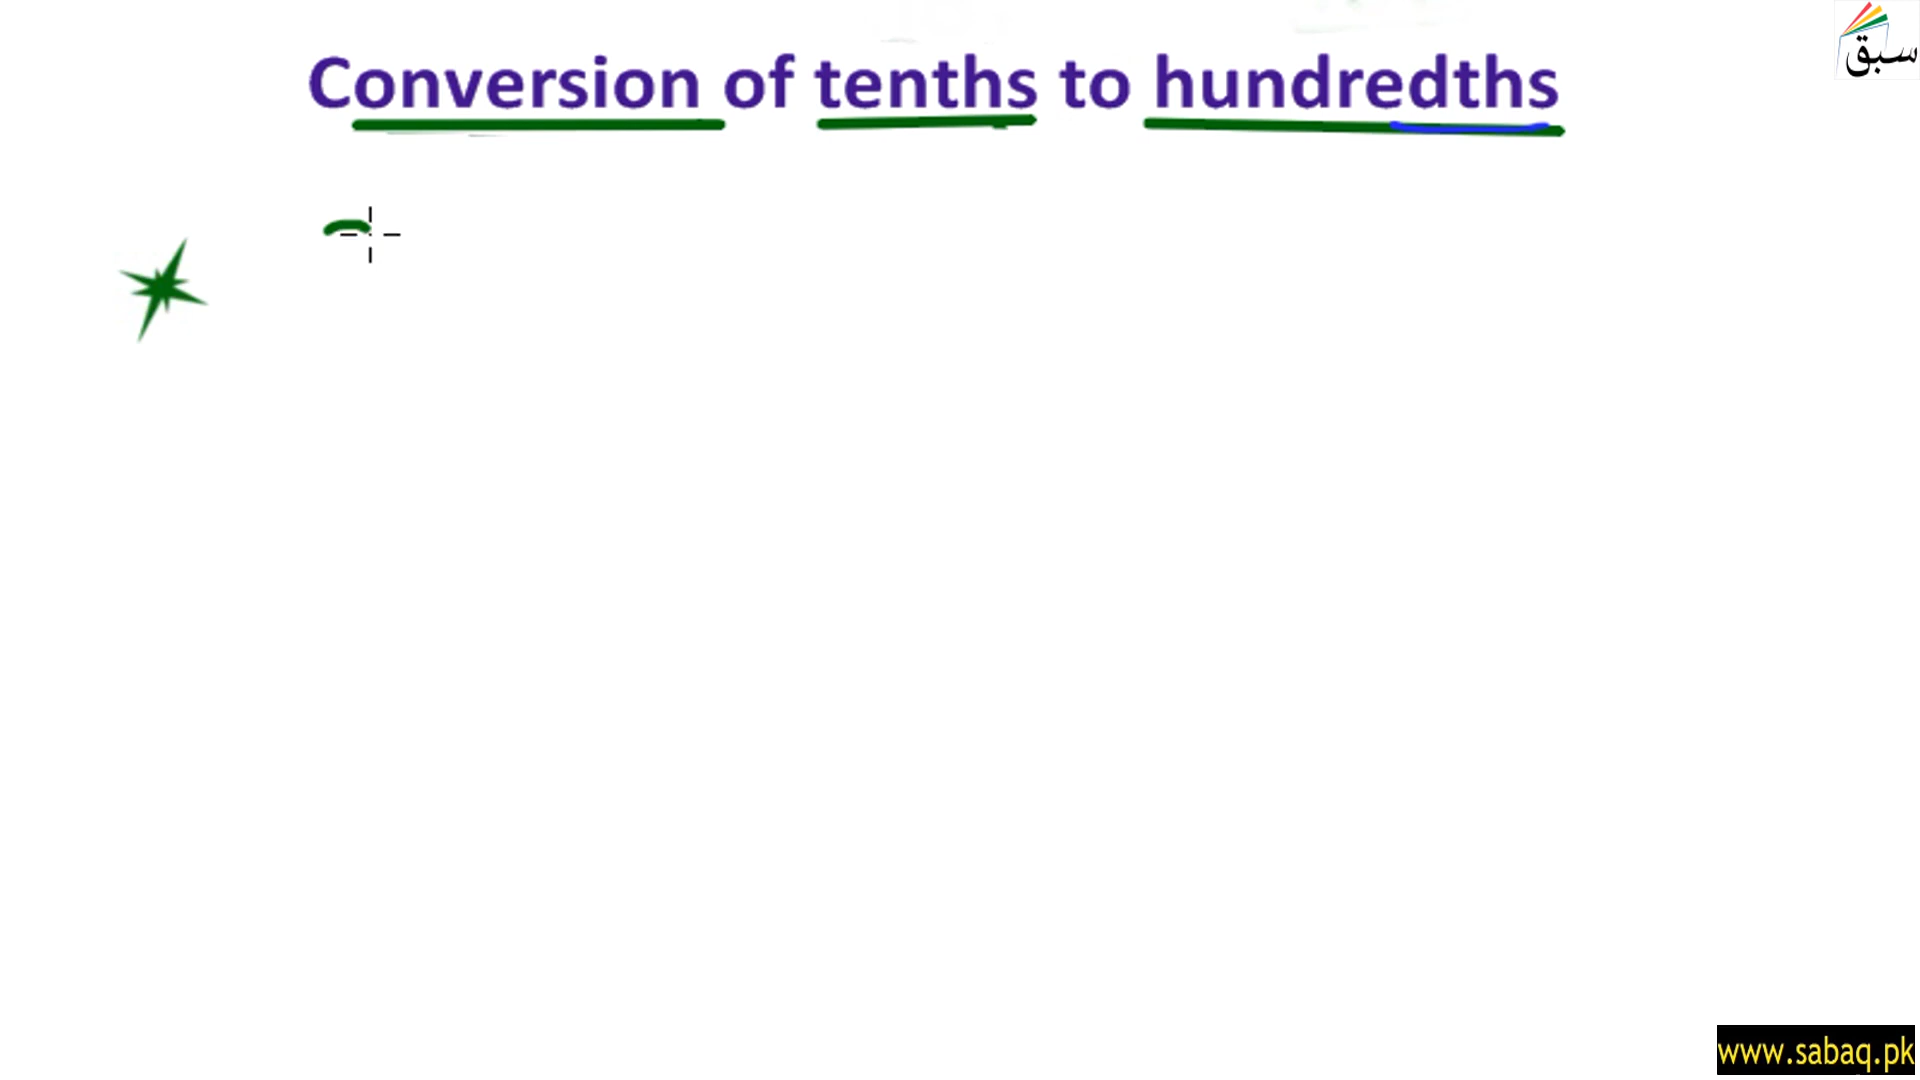 Conversion of tenths to hundredths
سبق
www.sabaq.pk